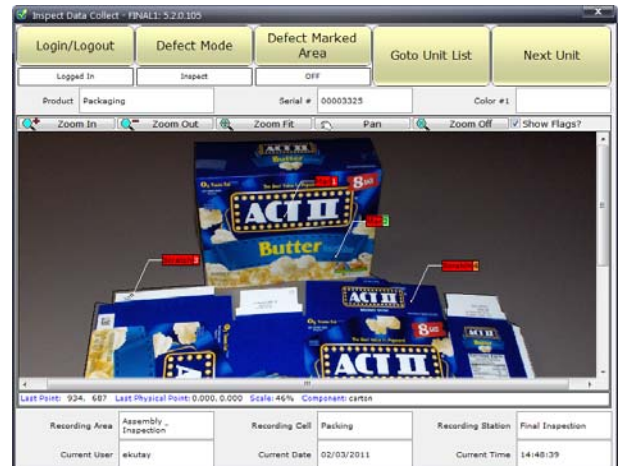 Inspect Data Collect - FINAL1: 5.2.0.105
Login/Logout
Defect Mode
Defect Marked Area
Goto Unit List
Next Unit
Logged In
Inspect
OFF
Product Packaging
Serial # 00003325
Color #1
Zoom In
Zoom Out
Zoom Fit
Pan
Zoom Off
Show Flags?
ACT II
Butter
8
ACT II
Butter
ACT II
8
ACT II
ACT II
ACT II
Last Point: 934, 687 Last Physical Point: 0.000, 0.000 Scale: 46% Component: carton
Recording Area Assembly _ Inspection
Recording Cell Packing
Recording Station Final Inspection
Current User ekutay
Current Date 02/03/2011
Current Time 14:48:39